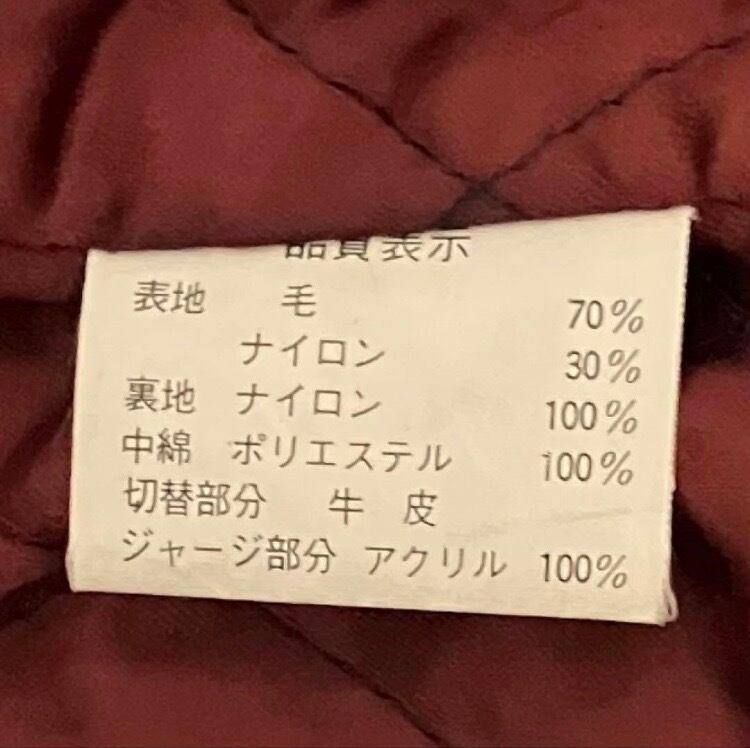 品質表示
表地 毛 70%
ナイロン 30%
裏地 ナイロン 100%
中綿 ポリエステル 100%
切替部分 牛皮
ジャージ部分 アクリル 100%